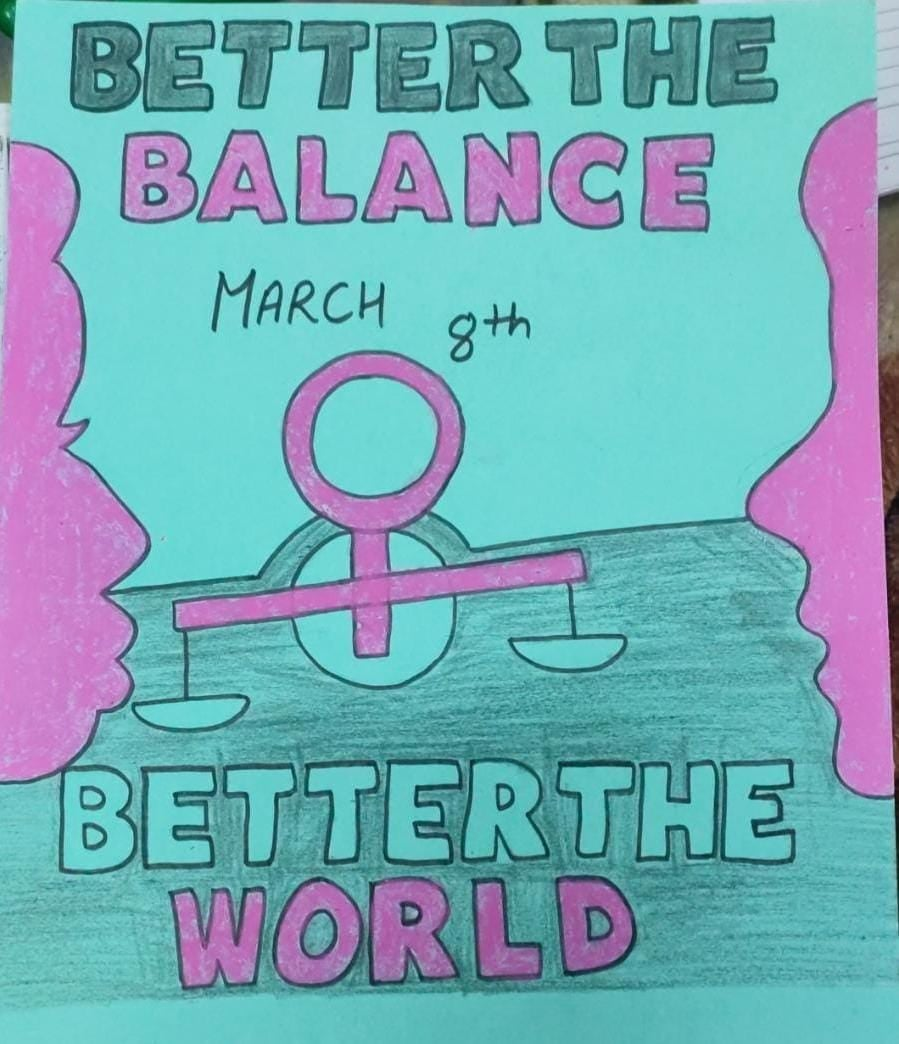 BETTER THE
BALANCE
MARCH 8th
BETTER THE
WORLD